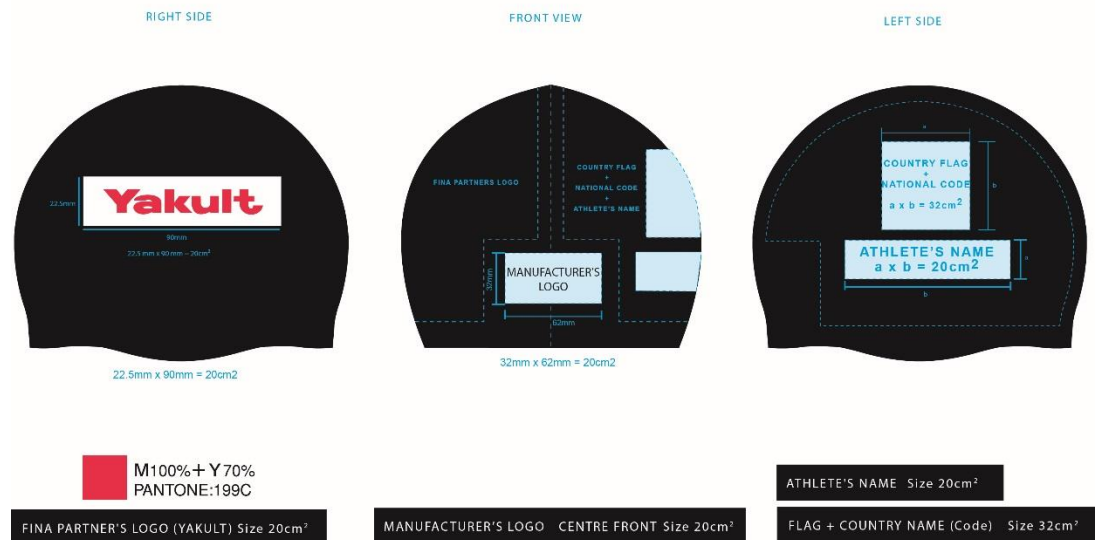 RIGHT SIDE
FRONT VIEW
LEFT SIDE
22.5mm
Yakult
90mm
22,5 mm x 90 mm – 20cm²
22.5mm x 90mm = 20cm2
FINA PARTNERS LOGO
COUNTRY FLAG
+
NATIONAL CODE
+
ATHLETE'S NAME
32mm
MANUFACTURER'S
LOGO
62mm
32mm x 62mm = 20cm2
a
COUNTRY FLAG
+
NATIONAL CODE
a x b = 32cm²
b
ATHLETE'S NAME
a x b = 20cm2
a
b
M100%+Y70%
PANTONE:199C
FINA PARTNER'S LOGO (YAKULT) Size 20cm²
MANUFACTURER'S LOGO CENTRE FRONT Size 20cm²
ATHLETE'S NAME Size 20cm²
FLAG + COUNTRY NAME (Code) Size 32cm²